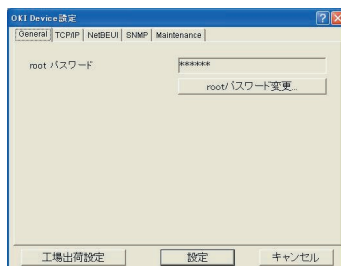 OKI Device設定
General TCP/IP NetBEUI SNMP Maintenance
root パスワード ******
rootパスワード変更...
工場出荷設定 設定 キャンセル